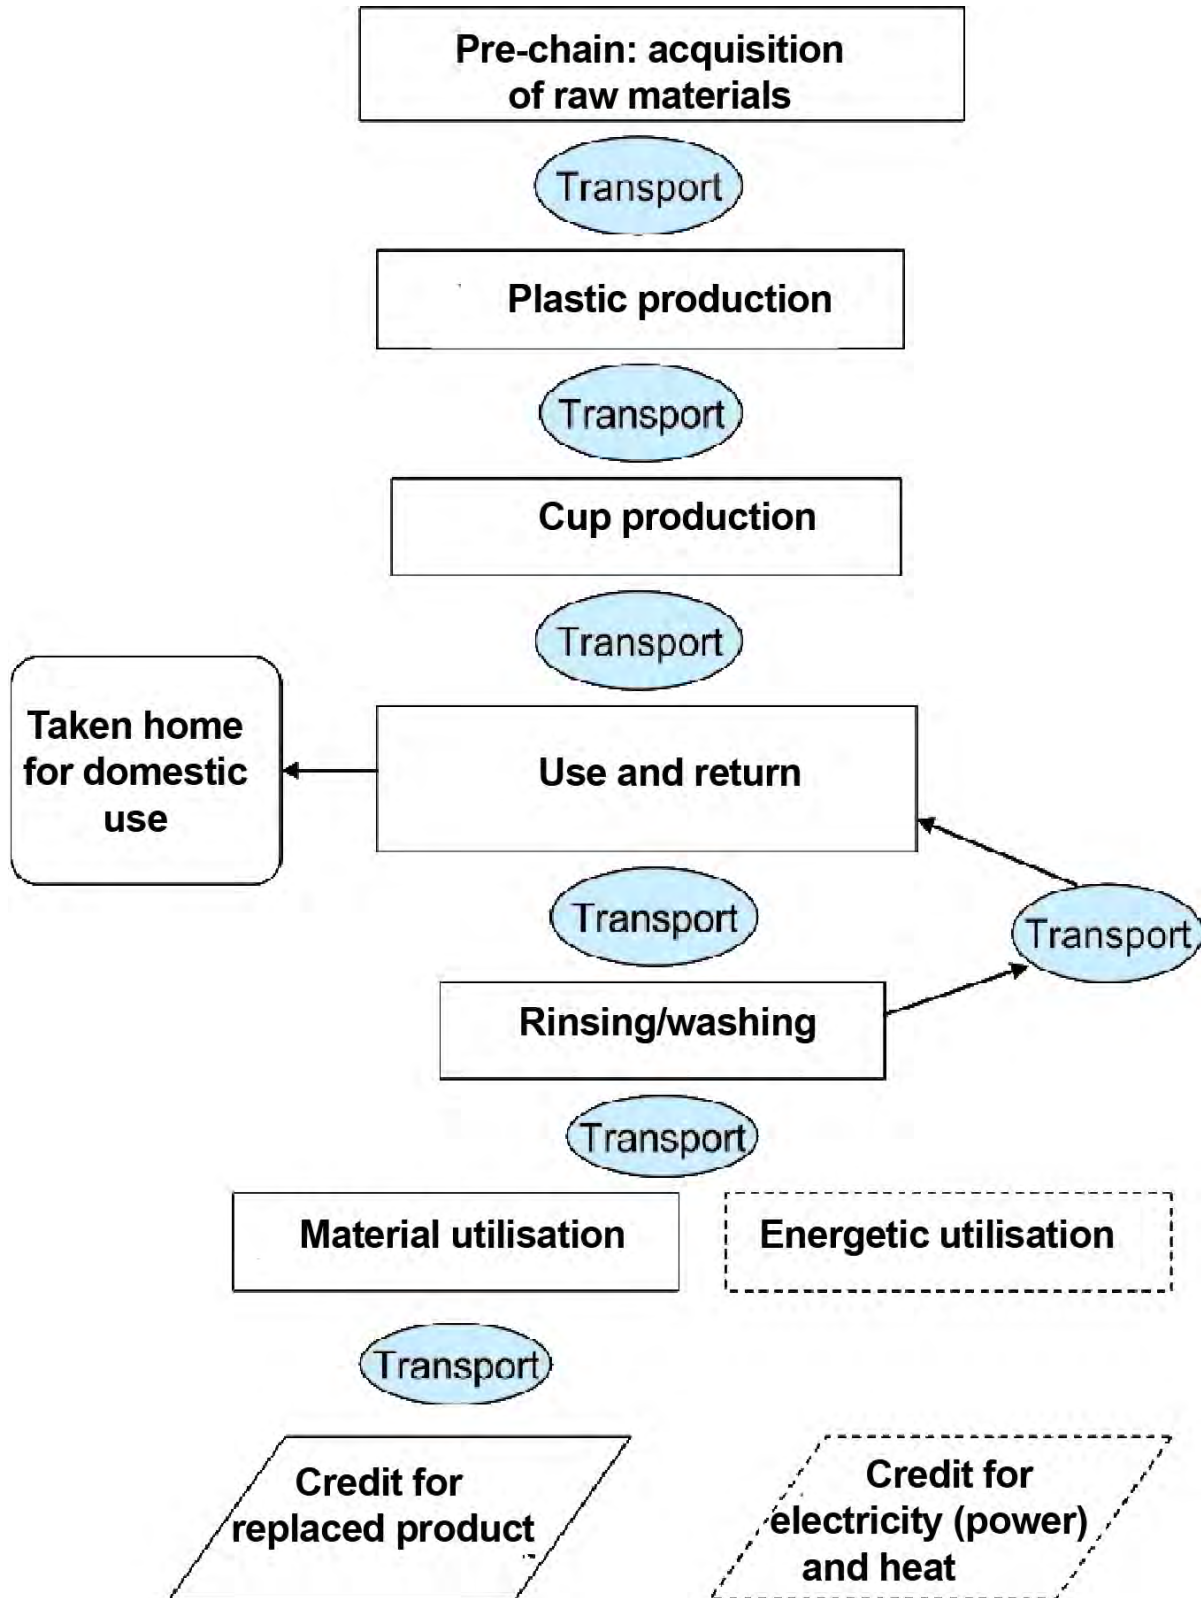 Pre-chain: acquisition
of raw materials
Transport
Plastic production
Transport
Cup production
Transport
Taken home
for domestic
use
Use and return
Transport
Transport
Rinsing/washing
Transport
Material utilisation
Energetic utilisation
Transport
Credit for
replaced product
Credit for
electricity (power)
and heat